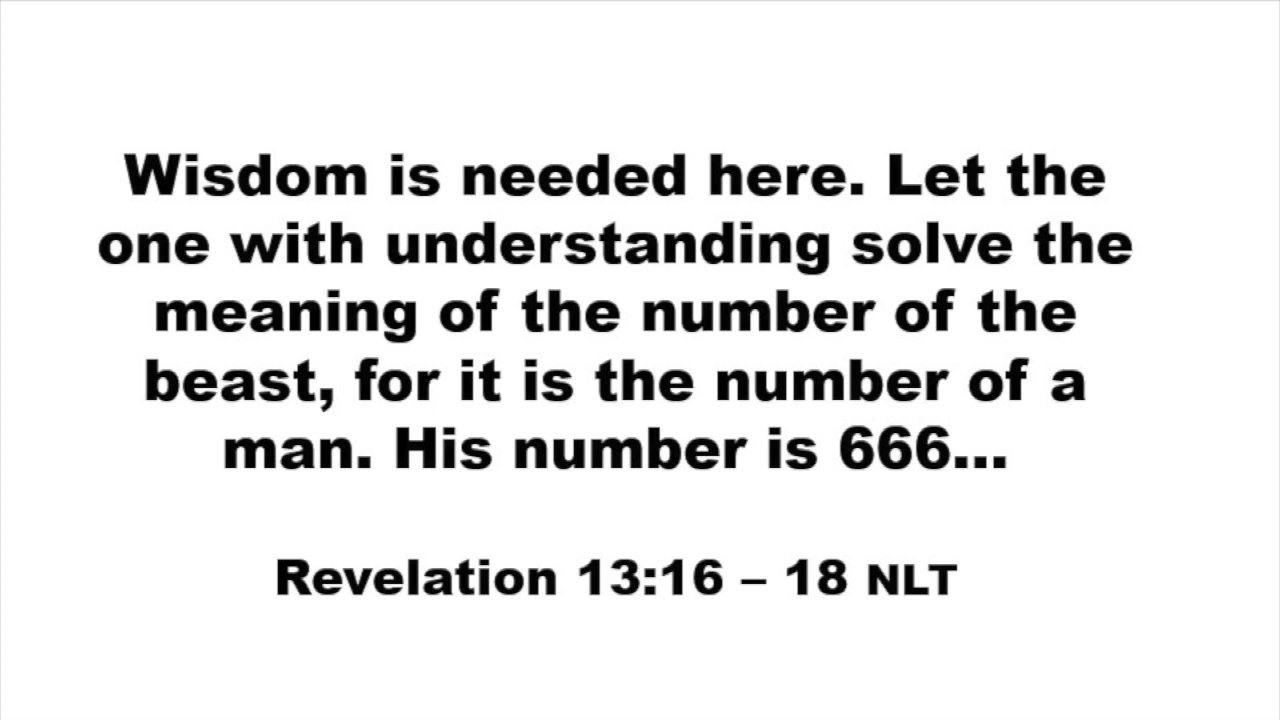 Wisdom is needed here. Let the
one with understanding solve the
meaning of the number of the
beast, for it is the number of a
man. His number is 666...
Revelation 13:16 – 18 NLT